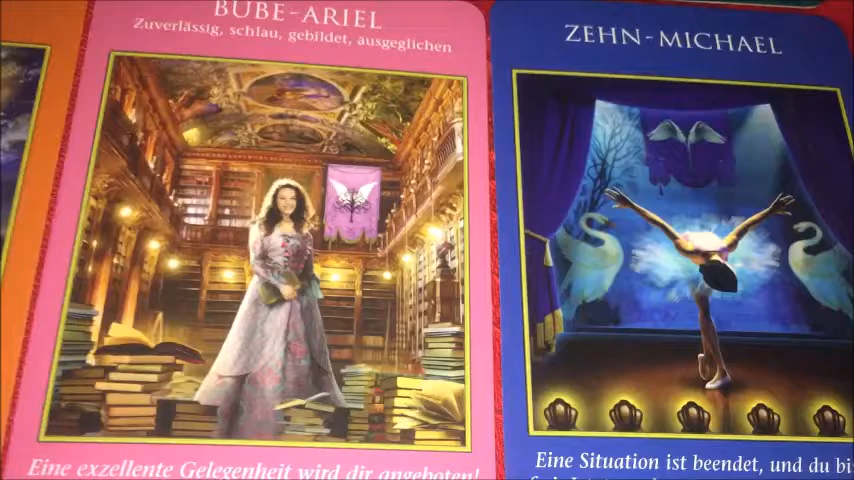 BUBE-ARIEL
Zuverlässig, schlau, gebildet, ausgeglichen
Eine exzellente Gelegenheit wird dir angeboten!
ZEHN-MICHAEL
Eine Situation ist beendet, und du